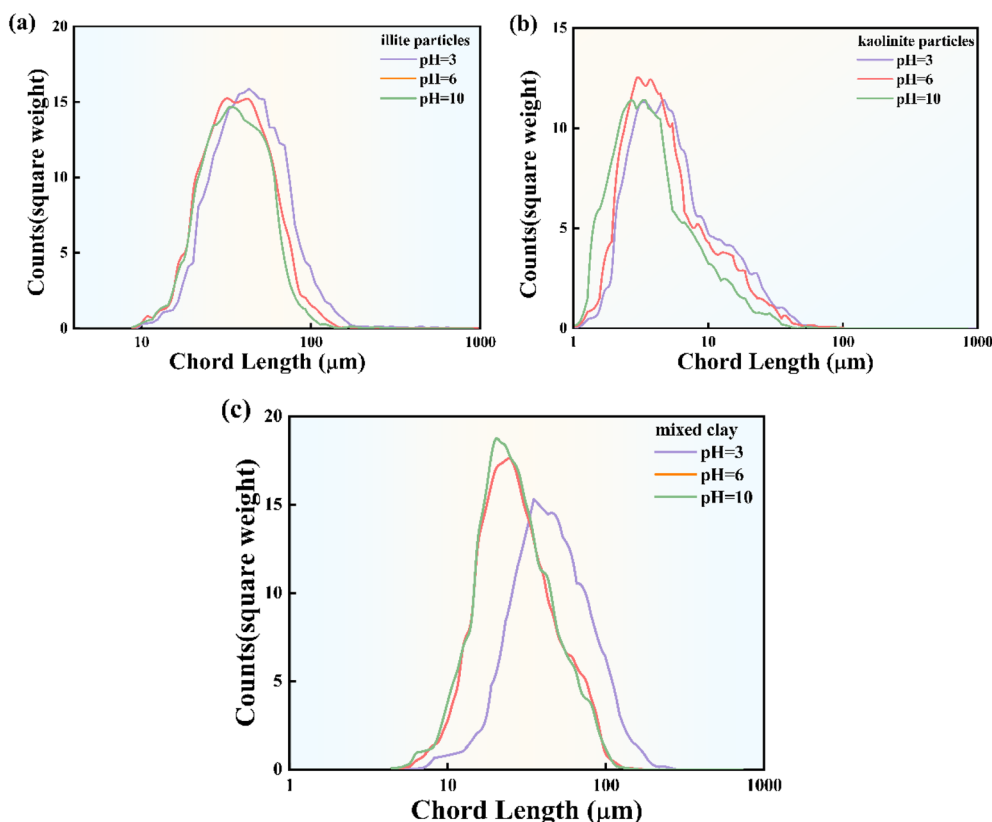 (a)
20
15
10
5
0
Counts(square weight)
illite particles
pH=3
pH=6
pH=10
10
100
1000
Chord Length (μm)
(b)
15
10
5
0
Counts(square weight)
kaolinite particles
pH=3
pH=6
pH=10
1
10
100
1000
Chord Length (μm)
(c)
20
15
10
5
0
Counts(square weight)
mixed clay
pH=3
pH=6
pH=10
1
10
100
1000
Chord Length (μm)